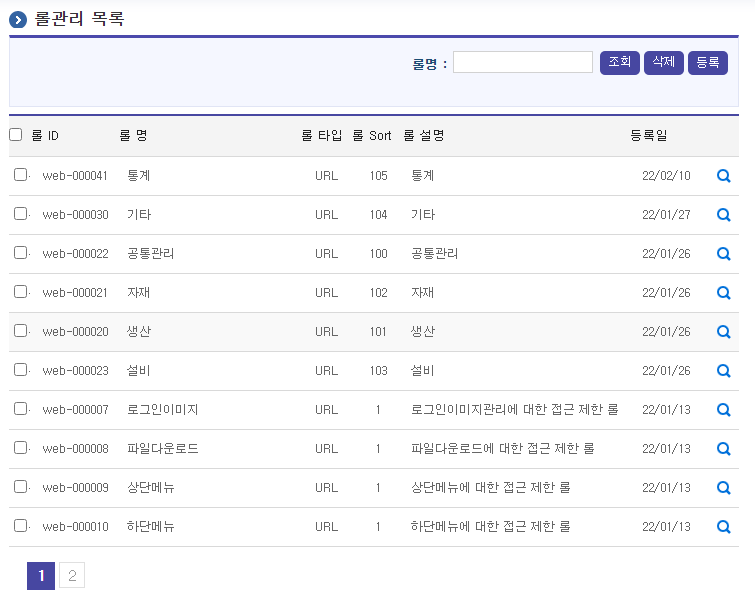 롤관리 목록
롤명 : 조회 삭제 등록
롤 ID 롤 명 롤 타입 롤 Sort 롤 설명 등록일
web-000041 통계 URL 105 통계 22/02/10
web-000030 기타 URL 104 기타 22/01/27
web-000022 공통관리 URL 100 공통관리 22/01/26
web-000021 자재 URL 102 자재 22/01/26
web-000020 생산 URL 101 생산 22/01/26
web-000023 설비 URL 103 설비 22/01/26
web-000007 로그인이미지 URL 1 로그인이미지관리에 대한 접근 제한 롤 22/01/13
web-000008 파일다운로드 URL 1 파일다운로드에 대한 접근 제한 롤 22/01/13
web-000009 상단메뉴 URL 1 상단메뉴에 대한 접근 제한 롤 22/01/13
web-000010 하단메뉴 URL 1 하단메뉴에 대한 접근 제한 롤 22/01/13
1 2